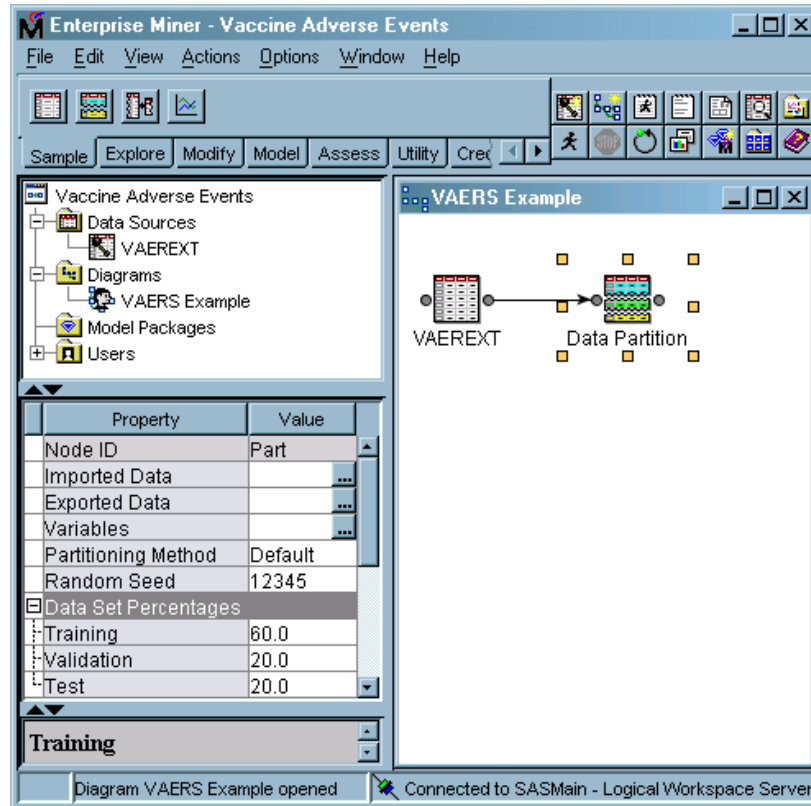 Enterprise Miner - Vaccine Adverse Events
File Edit View Actions Options Window Help
Sample Explore Modify Model Assess Utility Cred
STOP
Vaccine Adverse Events
Data Sources
VAEREXT
Diagrams
VAERS Example
Model Packages
Users
Property Value
Node ID Part
Imported Data ...
Exported Data ...
Variables ...
Partitioning Method Default
Random Seed 12345
Data Set Percentages
Training 60.0
Validation 20.0
Test 20.0
Training
VAERS Example
VAEREXT Data Partition
Diagram VAERS Example opened Connected to SASMain - Logical Workspace Server